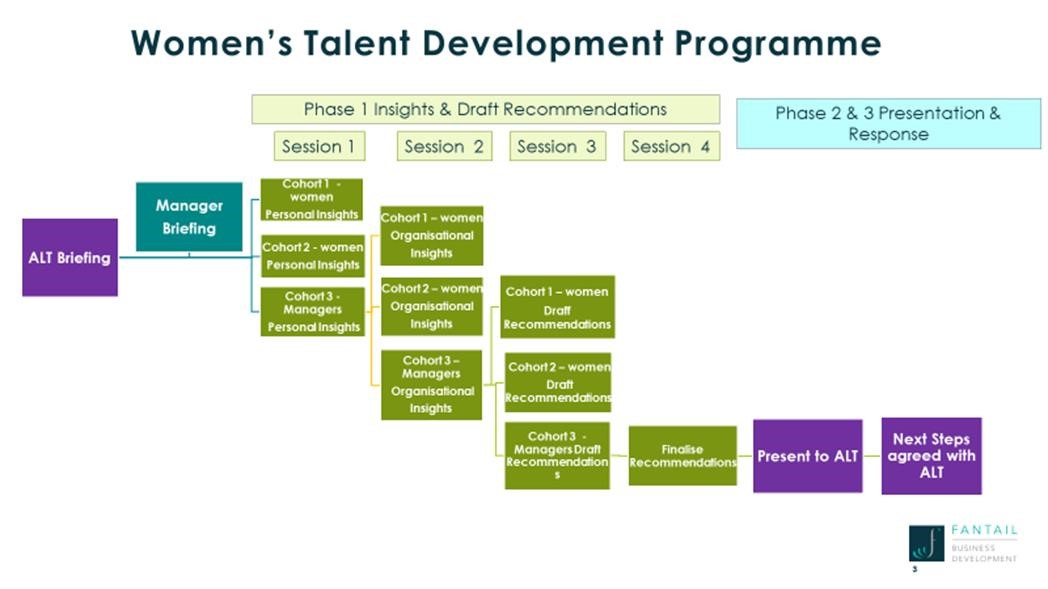 Women's Talent Development Programme
Phase 1 Insights & Draft Recommendations
Phase 2 & 3 Presentation &
Response
Session 1
Session 2
Session 3
Session 4
ALT Briefing
Manager
Briefing
Cohort 1 -
women
Personal Insights
Cohort 2 - women
Personal Insights
Cohort 3 -
Managers
Personal Insights
Cohort 1 – women
Organisational
Insights
Cohort 2 – women
Organisational
Insights
Cohort 3 –
Managers
Organisational
Insights
Cohort 1 – women
Draft
Recommendations
Cohort 2 – women
Draft
Recommendations
Cohort 3 -
Managers Draft
Recommendation
s
Finalise
Recommendations
Present to ALT
Next Steps
agreed with
ALT
FANTAIL
BUSINESS
DEVELOPMENT
3